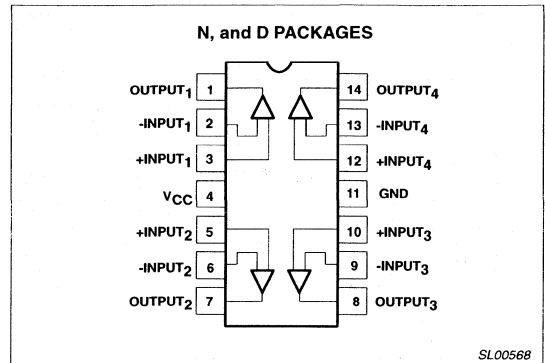 N, and D PACKAGES
OUTPUT1 1 14 OUTPUT4
-INPUT1 2 13 -INPUT4
+INPUT1 3 12 +INPUT4
VCC 4 11 GND
+INPUT2 5 10 +INPUT3
-INPUT2 6 9 -INPUT3
OUTPUT2 7 8 OUTPUT3
SL00568